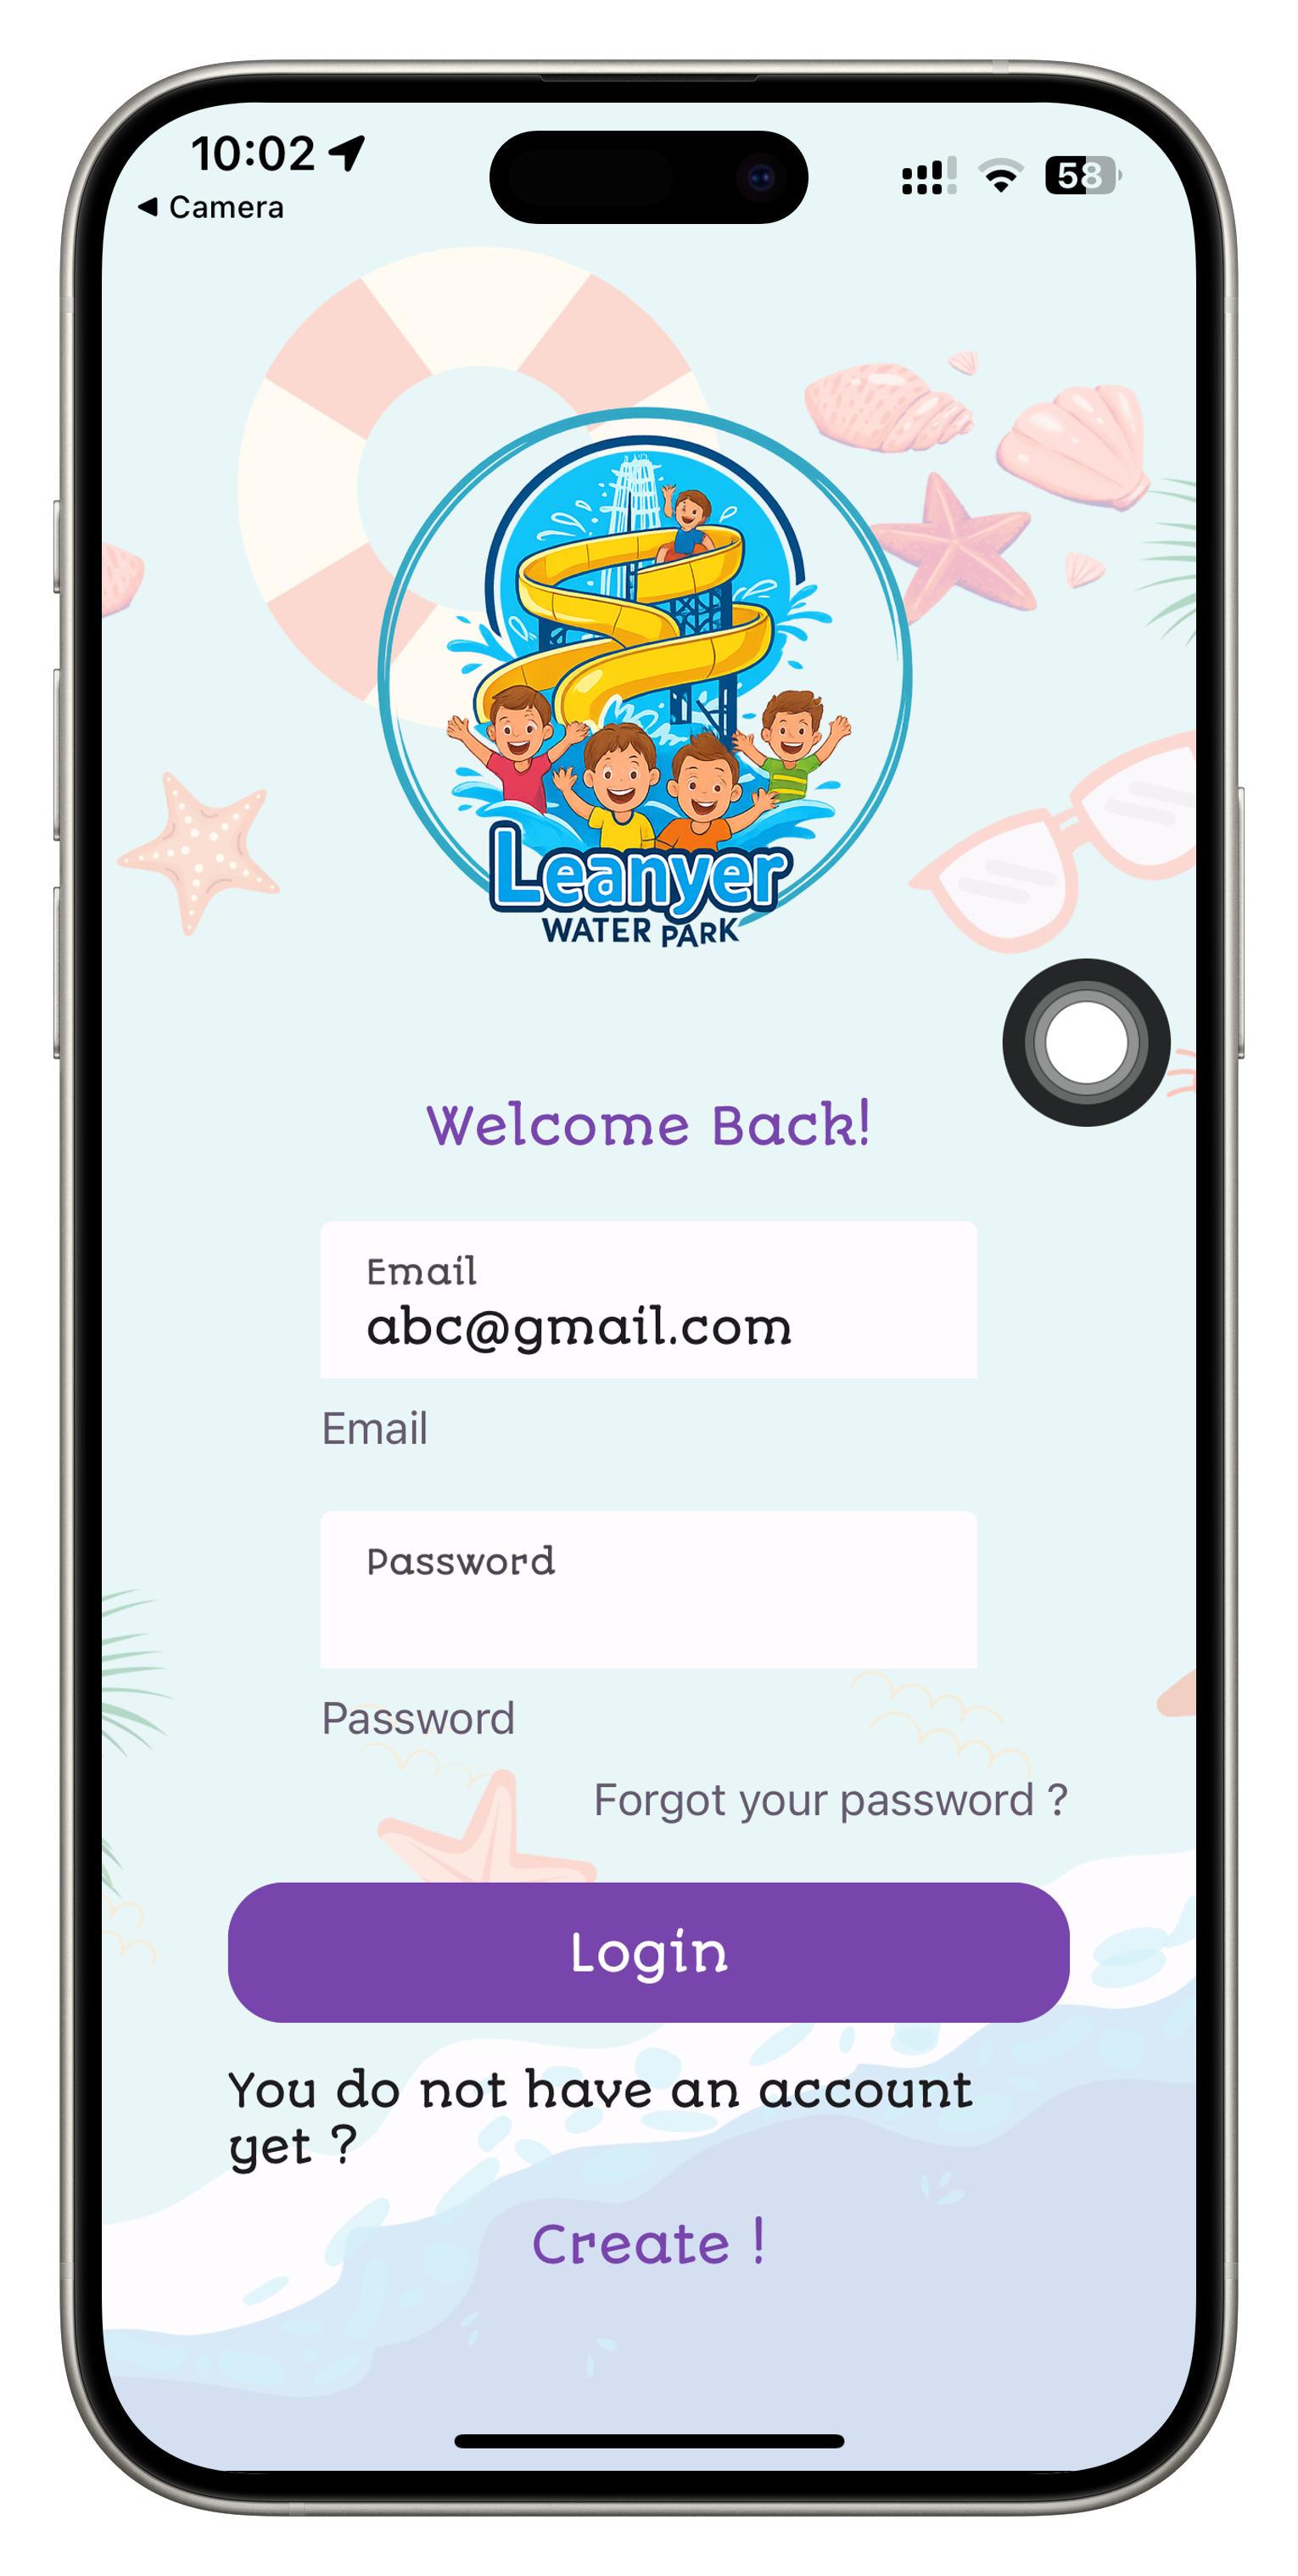 10:02
58
◀ Camera
Leanyer
WATER PARK
Welcome Back!
Email
abc@gmail.com
Email
Password
Password
Forgot your password ?
Login
You do not have an account
yet ?
Create !